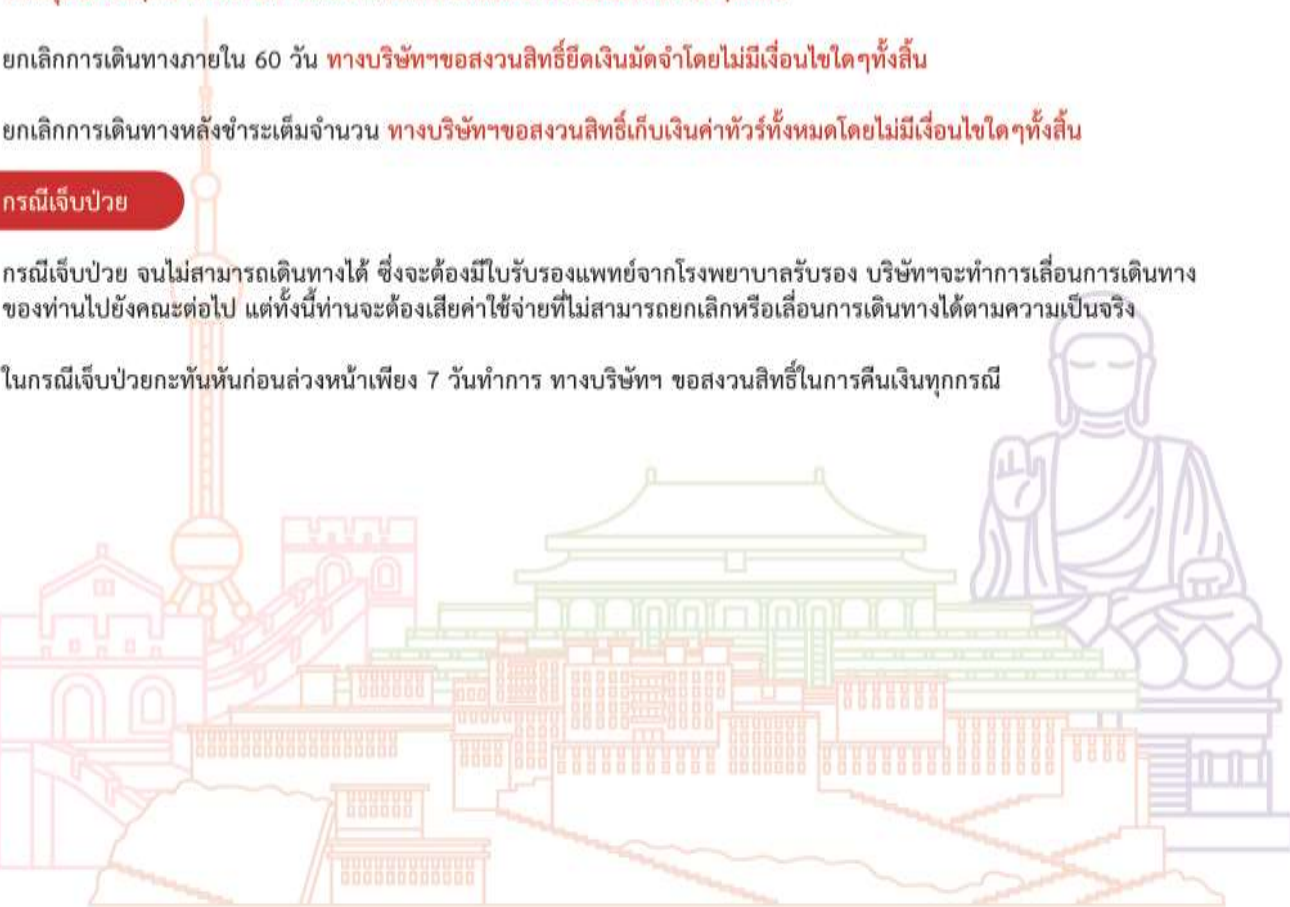 ยกเลิกการเดินทางภายใน 60 วัน ทางบริษัทฯขอสงวนสิทธิ์ยึดเงินมัดจำโดยไม่มีเงื่อนไขใดๆทั้งสิ้น
ยกเลิกการเดินทางหลังชำระเต็มจำนวน ทางบริษัทฯขอสงวนสิทธิ์เก็บเงินค่าทัวร์ทั้งหมดโดยไม่มีเงื่อนไขใดๆทั้งสิ้น
กรณีเจ็บป่วย
กรณีเจ็บป่วย จนไม่สามารถเดินทางได้ ซึ่งจะต้องมีใบรับรองแพทย์จากโรงพยาบาลรับรอง บริษัทฯจะทำการเลื่อนการเดินทาง
ของท่านไปยังคณะต่อไป แต่ทั้งนี้ท่านจะต้องเสียค่าใช้จ่ายที่ไม่สามารถยกเลิกหรือเลื่อนการเดินทางได้ตามความเป็นจริง
ในกรณีเจ็บป่วยกะทันหันก่อนล่วงหน้าเพียง 7 วันทำการ ทางบริษัทฯ ขอสงวนสิทธิ์ในการคืนเงินทุกกรณี